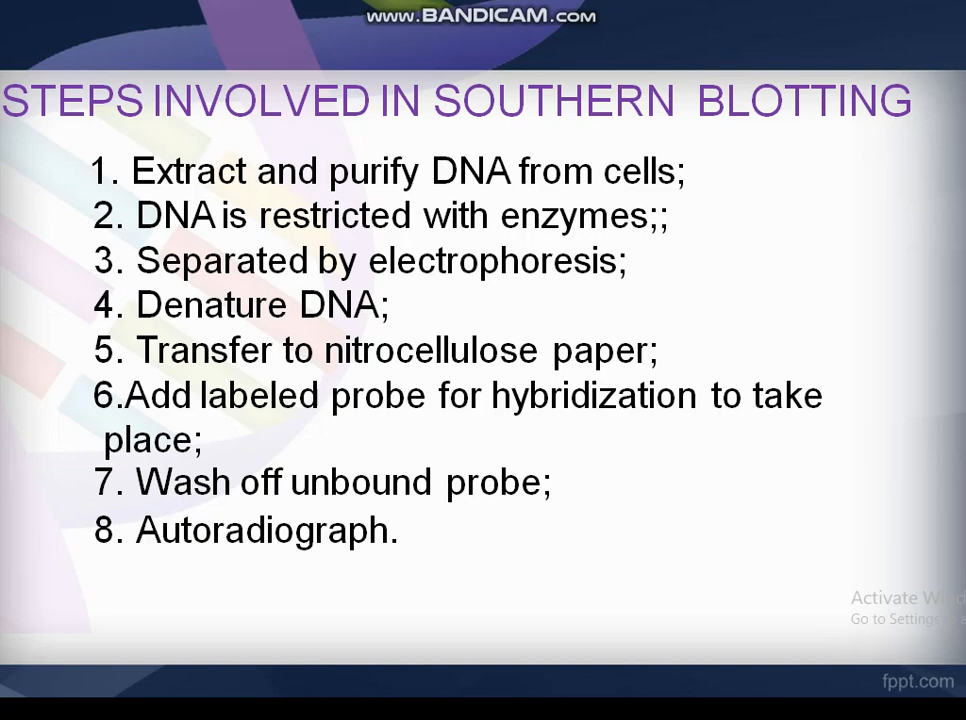 WWW.BANDICAM.COM
STEPS INVOLVED IN SOUTHERN BLOTTING
1. Extract and purify DNA from cells;
2. DNA is restricted with enzymes;;
3. Separated by electrophoresis;
4. Denature DNA;
5. Transfer to nitrocellulose paper;
6.Add labeled probe for hybridization to take
place;
7. Wash off unbound probe;
8. Autoradiograph.
Activate
Go to Settings
fppt.com